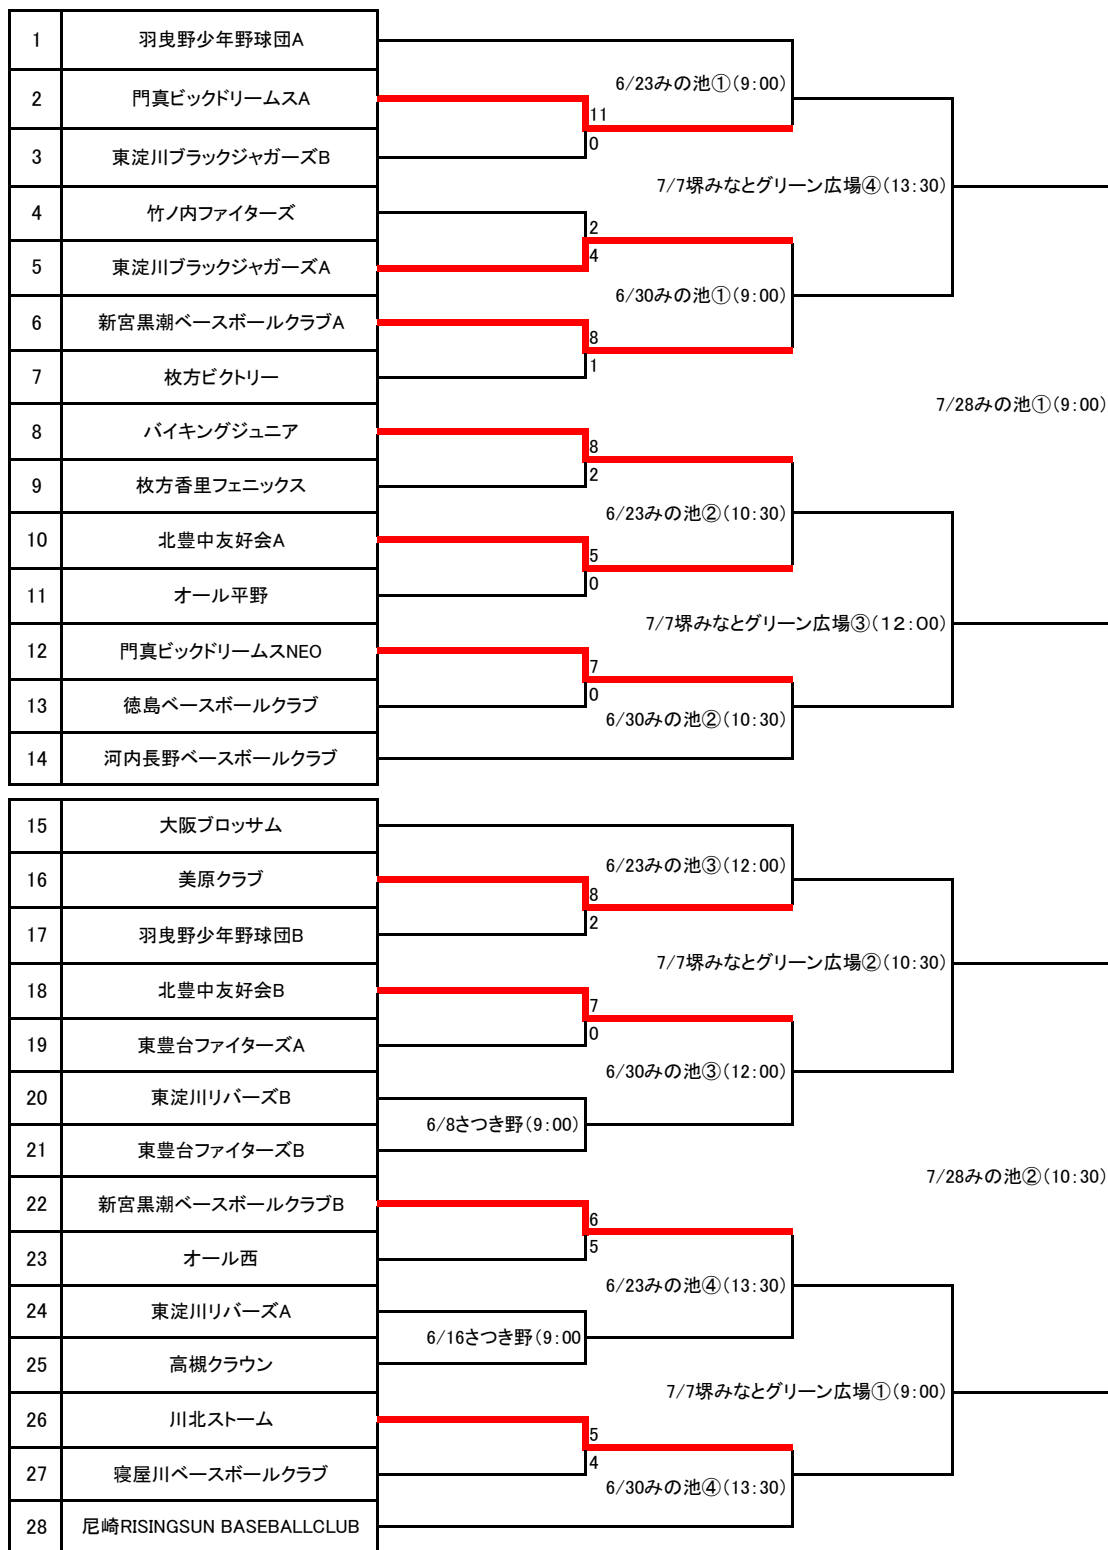 1 羽曳野少年野球団A
6/23みの池①(9:00)
2 門真ビックドリームスA
11
0
3 東淀川ブラックジャガーズB
7/7堺みなとグリーン広場④(13:30)
4 竹ノ内ファイターズ
2
4
5 東淀川ブラックジャガーズA
6/30みの池①(9:00)
6 新宮黒潮ベースボールクラブA
8
1
7 枚方ビクトリー
7/28みの池①(9:00)
8 バイキングジュニア
8
2
9 枚方香里フェニックス
6/23みの池②(10:30)
10 北豊中友好会A
5
0
11 オール平野
7/7堺みなとグリーン広場③(12:00)
12 門真ビックドリームスNEO
7
0
13 徳島ベースボールクラブ
6/30みの池②(10:30)
14 河内長野ベースボールクラブ
15 大阪ブロッサム
6/23みの池③(12:00)
16 美原クラブ
8
2
17 羽曳野少年野球団B
7/7堺みなとグリーン広場②(10:30)
18 北豊中友好会B
7
0
19 東豊台ファイターズA
6/30みの池③(12:00)
20 東淀川リバーズB
6/8さつき野(9:00)
21 東豊台ファイターズB
7/28みの池②(10:30)
22 新宮黒潮ベースボールクラブB
6
5
23 オール西
6/23みの池④(13:30)
24 東淀川リバーズA
6/16さつき野(9:00
25 高槻クラウン
7/7堺みなとグリーン広場①(9:00)
26 川北ストーム
5
4
27 寝屋川ベースボールクラブ
6/30みの池④(13:30)
28 尼崎RISINGSUN BASEBALLCLUB